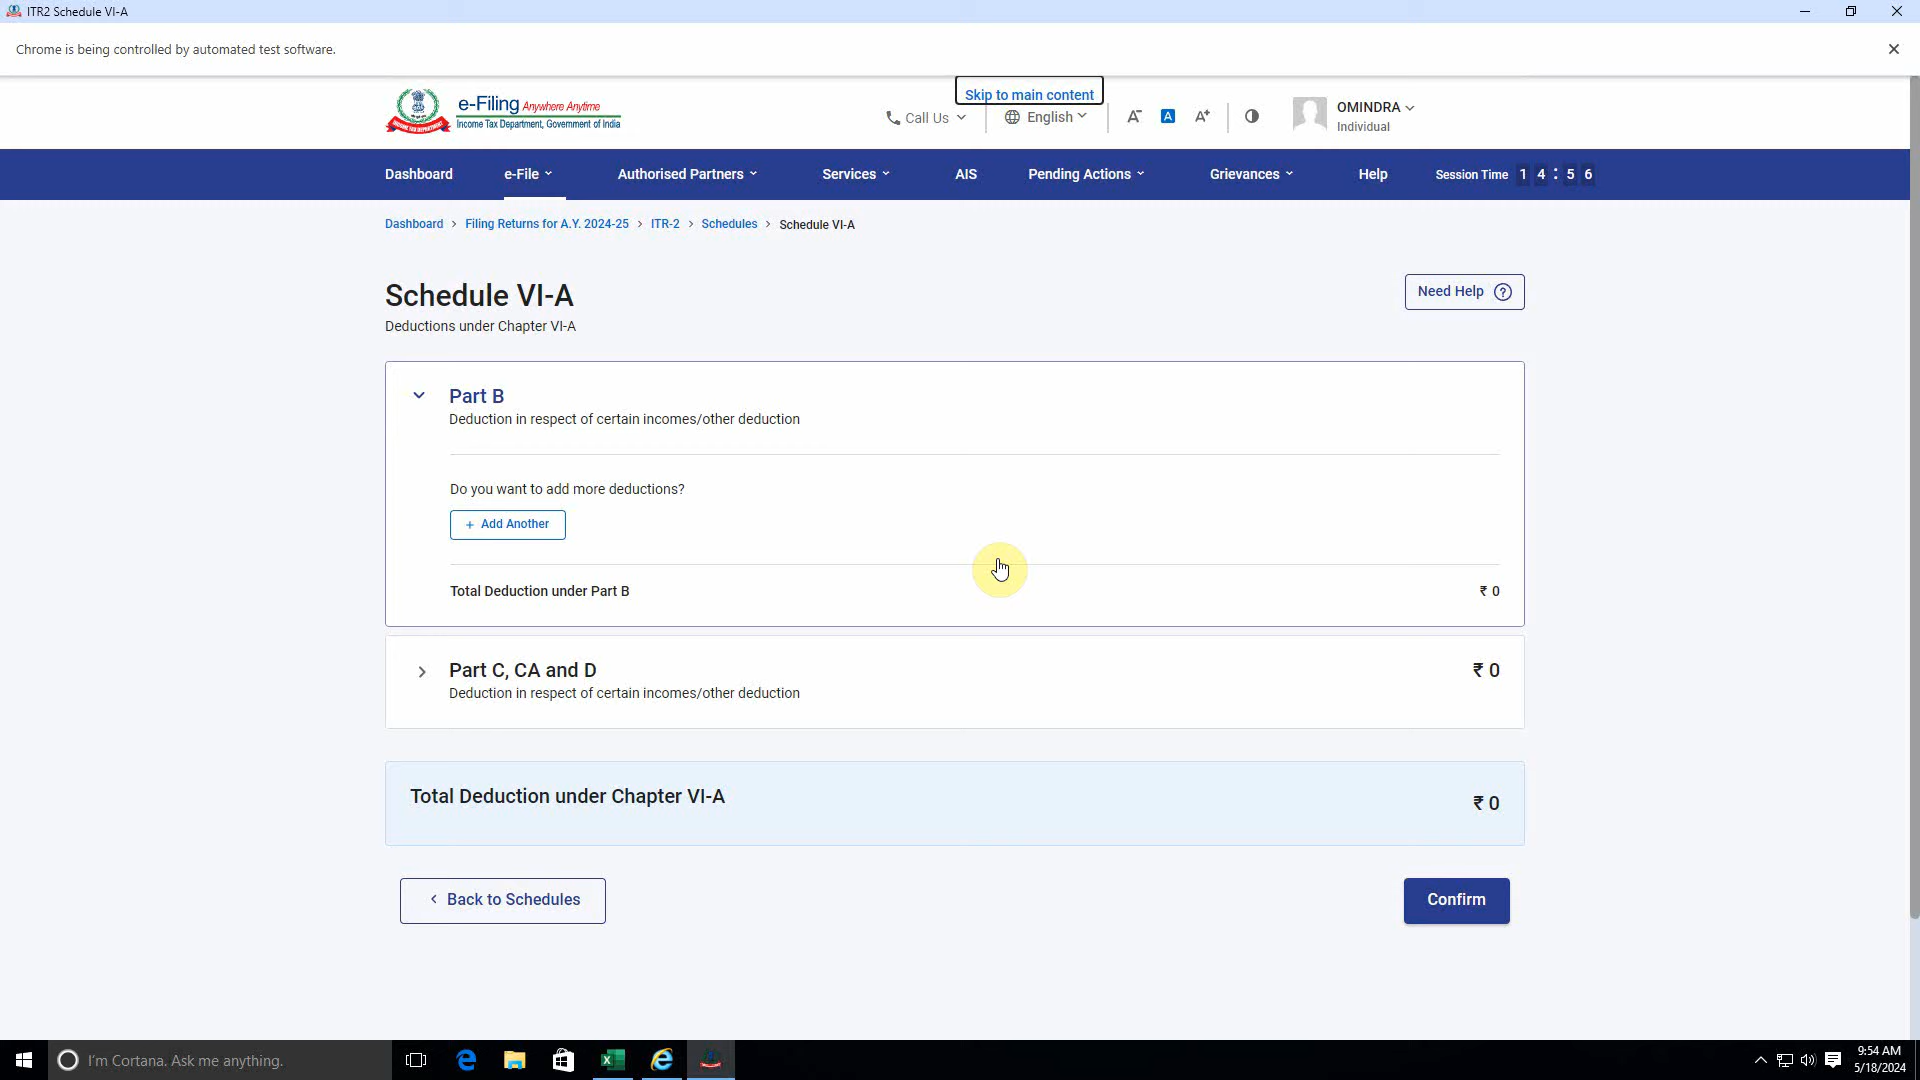 ITR2 Schedule VI-A
Chrome is being controlled by automated test software.
Skip to main content
e-Filing Anywhere Anytime
Income Tax Department, Government of India
Call Us
English
A-
A
A+
OMINDRA
Individual
Dashboard
e-File
Authorised Partners
Services
AIS
Pending Actions
Grievances
Help
Session Time 1 4 : 5 6
Dashboard > Filing Returns for A.Y. 2024-25 > ITR-2 > Schedules > Schedule VI-A
Schedule VI-A
Need Help ?
Deductions under Chapter VI-A
Part B
Deduction in respect of certain incomes/other deduction
Do you want to add more deductions?
+ Add Another
Total Deduction under Part B ₹ 0
Part C, CA and D ₹ 0
Deduction in respect of certain incomes/other deduction
Total Deduction under Chapter VI-A ₹ 0
< Back to Schedules
Confirm
I'm Cortana. Ask me anything.
9:54 AM
5/18/2024